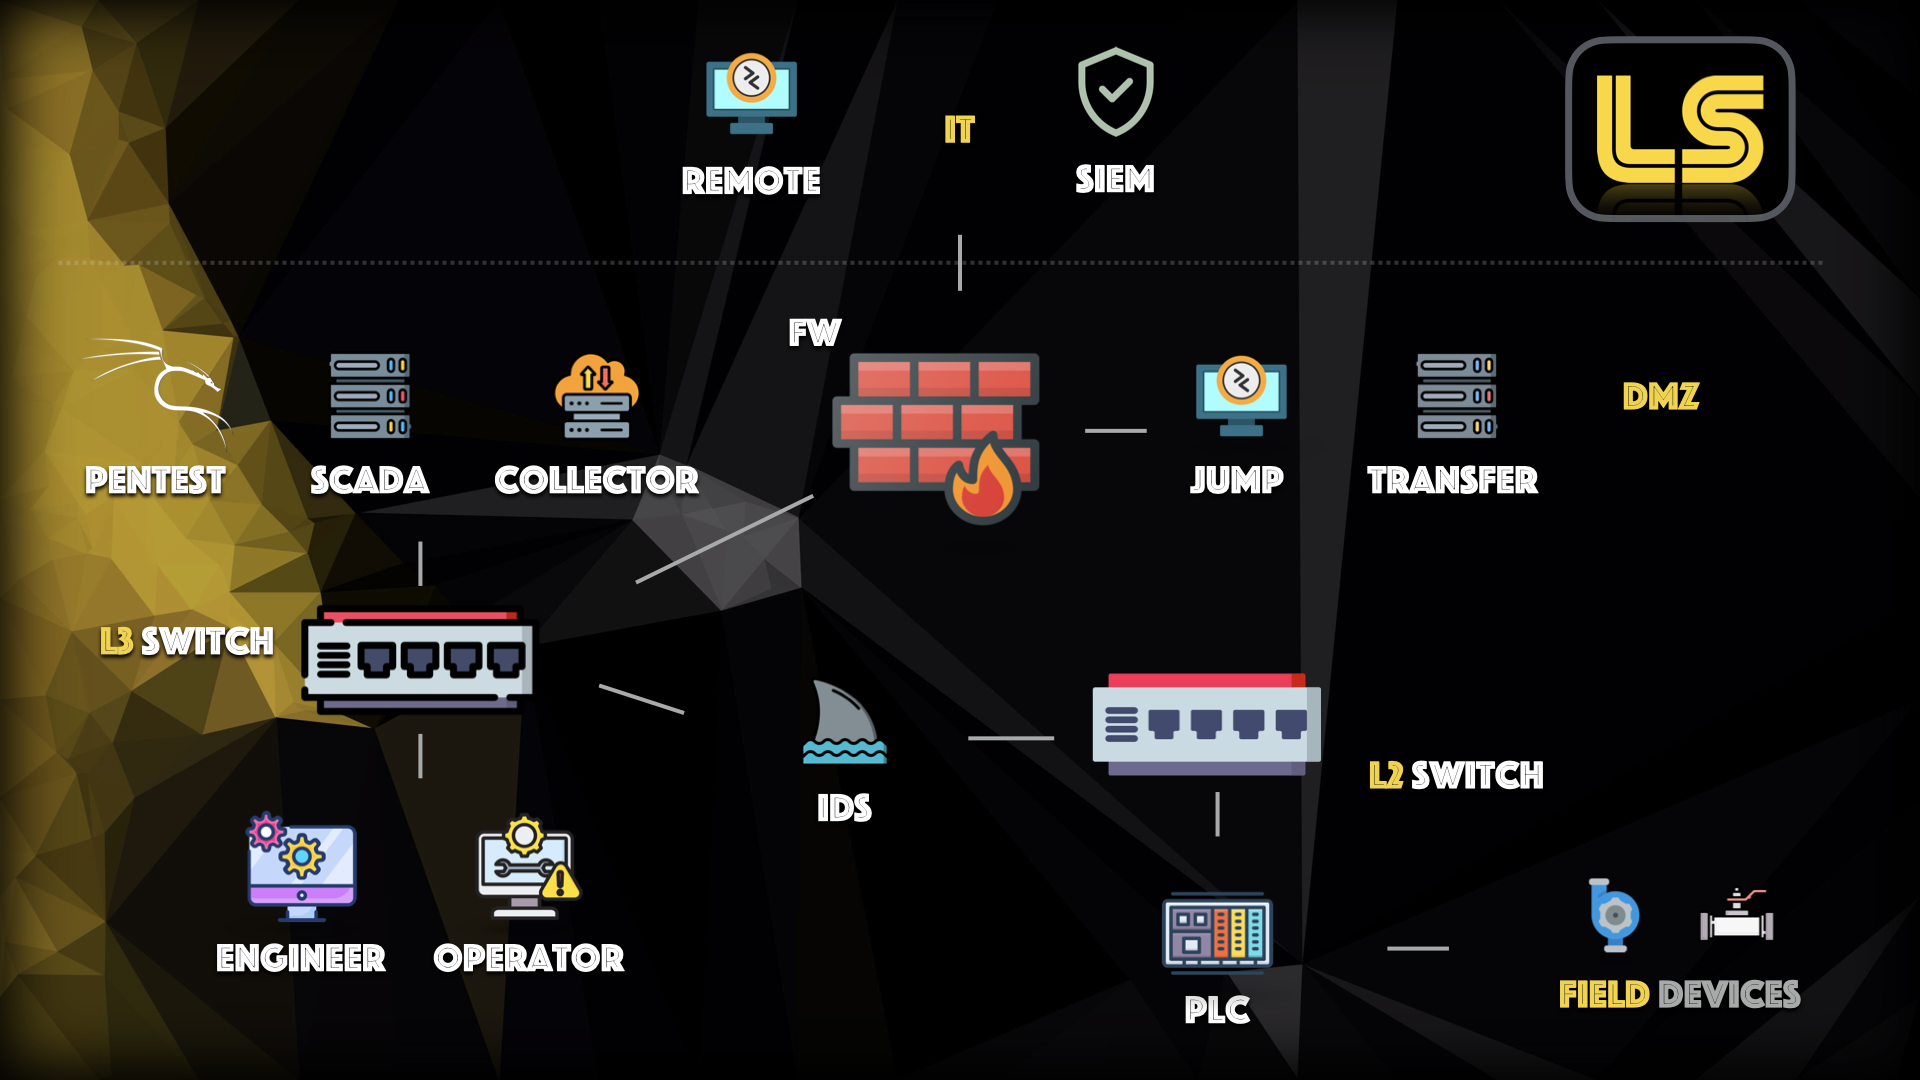 REMOTE
IT
SIEM
LS
FW
PENTEST
SCADA
COLLECTOR
JUMP
TRANSFER
DMZ
L3 SWITCH
IDS
L2 SWITCH
ENGINEER
OPERATOR
PLC
FIELD DEVICES